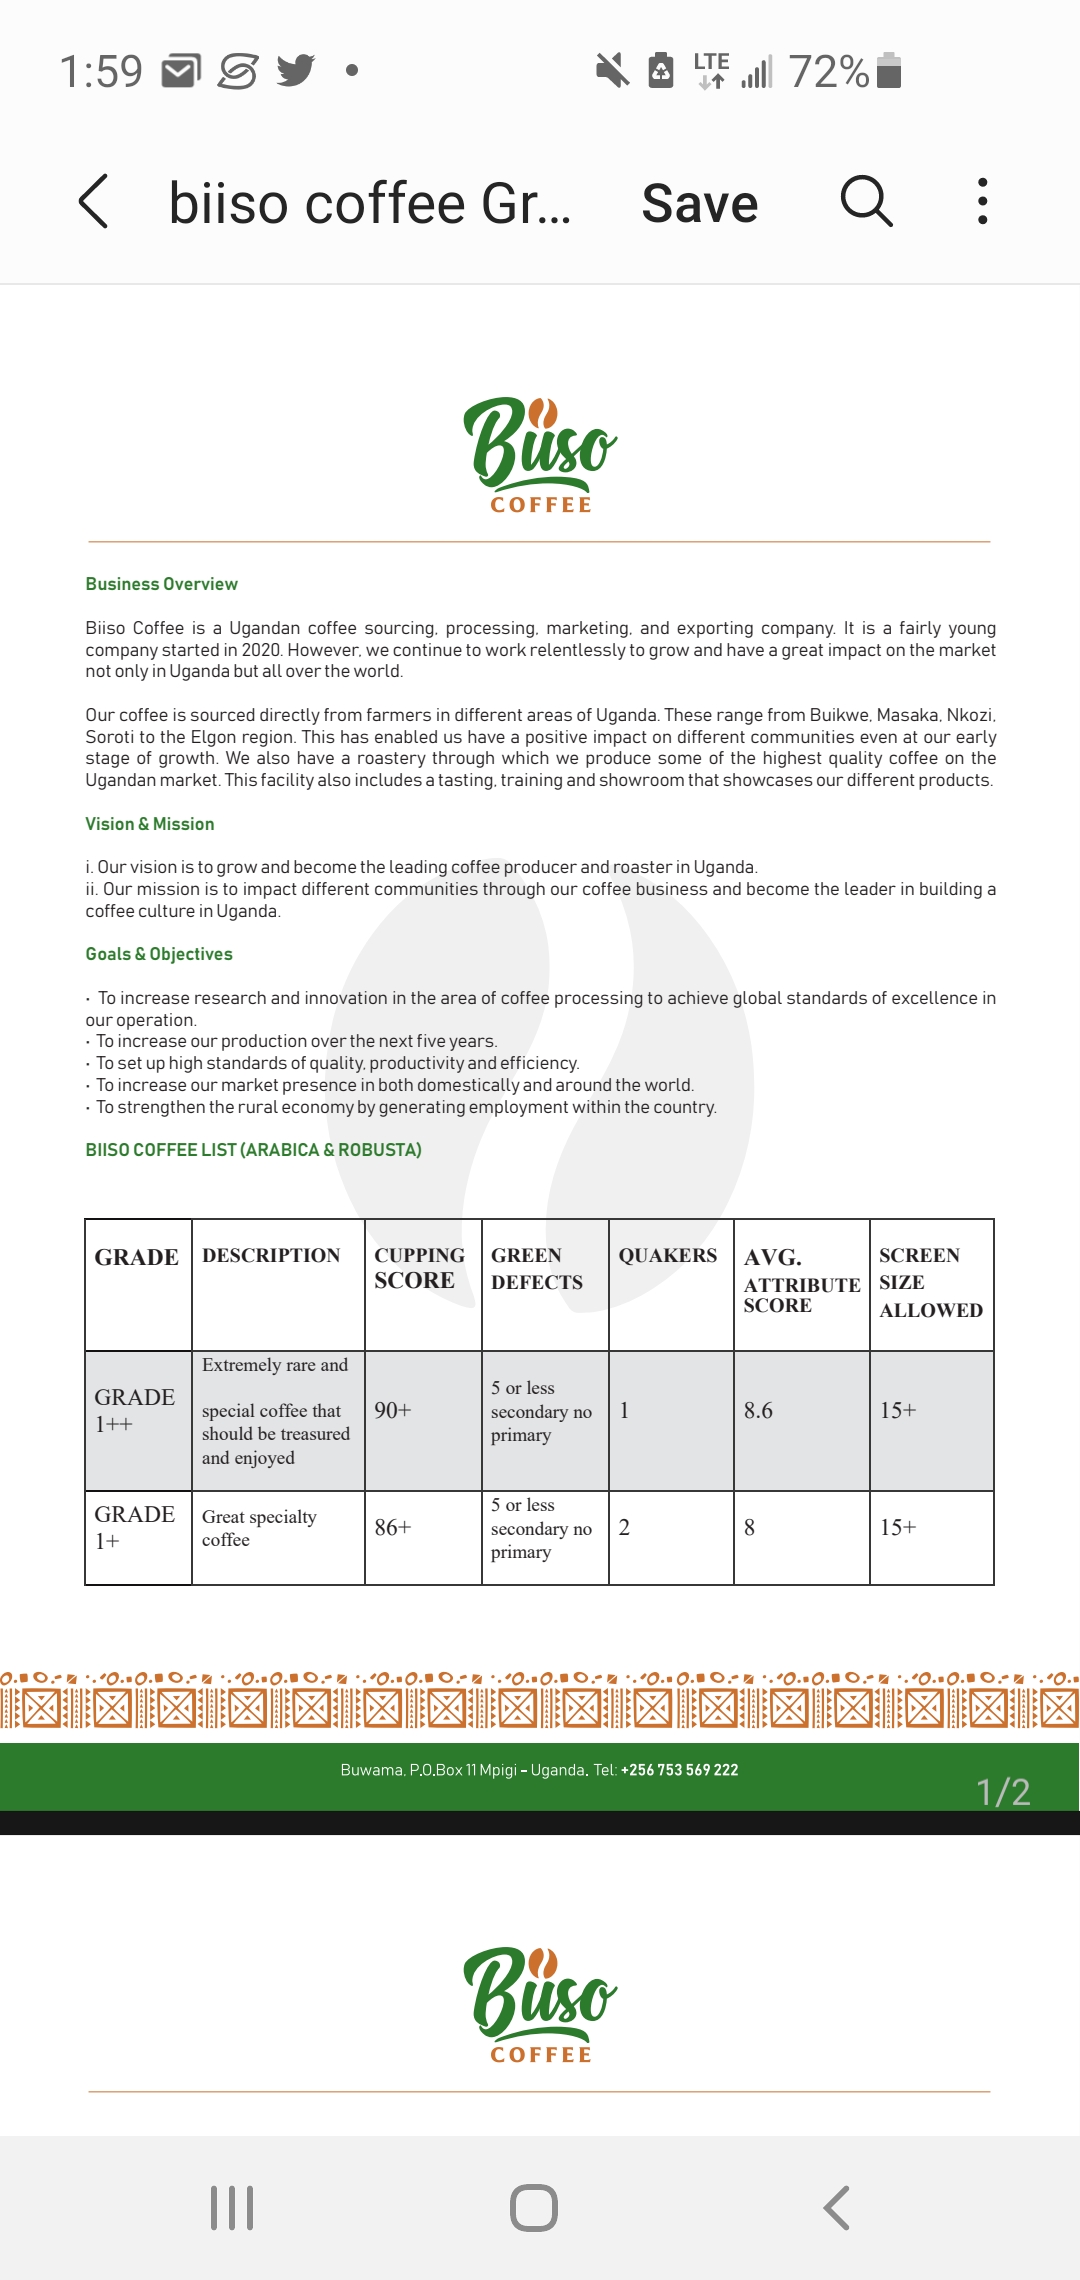 1:59
LTE
72%
biiso coffee Gr...
Save
Biiso
COFFEE
Business Overview
Biiso Coffee is a Ugandan coffee sourcing, processing, marketing, and exporting company. It is a fairly young
company started in 2020. However, we continue to work relentlessly to grow and have a great impact on the market
not only in Uganda but all over the world.
Our coffee is sourced directly from farmers in different areas of Uganda. These range from Buikwe, Masaka, Nkozi,
Soroti to the Elgon region. This has enabled us have a positive impact on different communities even at our early
stage of growth. We also have a roastery through which we produce some of the highest quality coffee on the
Ugandan market. This facility also includes a tasting, training and showroom that showcases our different products.
Vision & Mission
i. Our vision is to grow and become the leading coffee producer and roaster in Uganda.
ii. Our mission is to impact different communities through our coffee business and become the leader in building a
coffee culture in Uganda.
Goals & Objectives
· To increase research and innovation in the area of coffee processing to achieve global standards of excellence in
our operation.
· To increase our production over the next five years.
· To set up high standards of quality, productivity and efficiency.
· To increase our market presence in both domestically and around the world.
· To strengthen the rural economy by generating employment within the country.
BIISO COFFEE LIST (ARABICA & ROBUSTA)
GRADE
DESCRIPTION
CUPPING
SCORE
GREEN
DEFECTS
QUAKERS
AVG.
ATTRIBUTE
SCORE
SCREEN
SIZE
ALLOWED
GRADE
1++
Extremely rare and
special coffee that
should be treasured
and enjoyed
90+
5 or less
secondary no
primary
1
8.6
15+
GRADE
1+
Great specialty
coffee
86+
5 or less
secondary no
primary
2
8
15+
Buwama, P.O.Box 11 Mpigi – Uganda, Tel: +256 753 569 222
1/2
Biiso
COFFEE